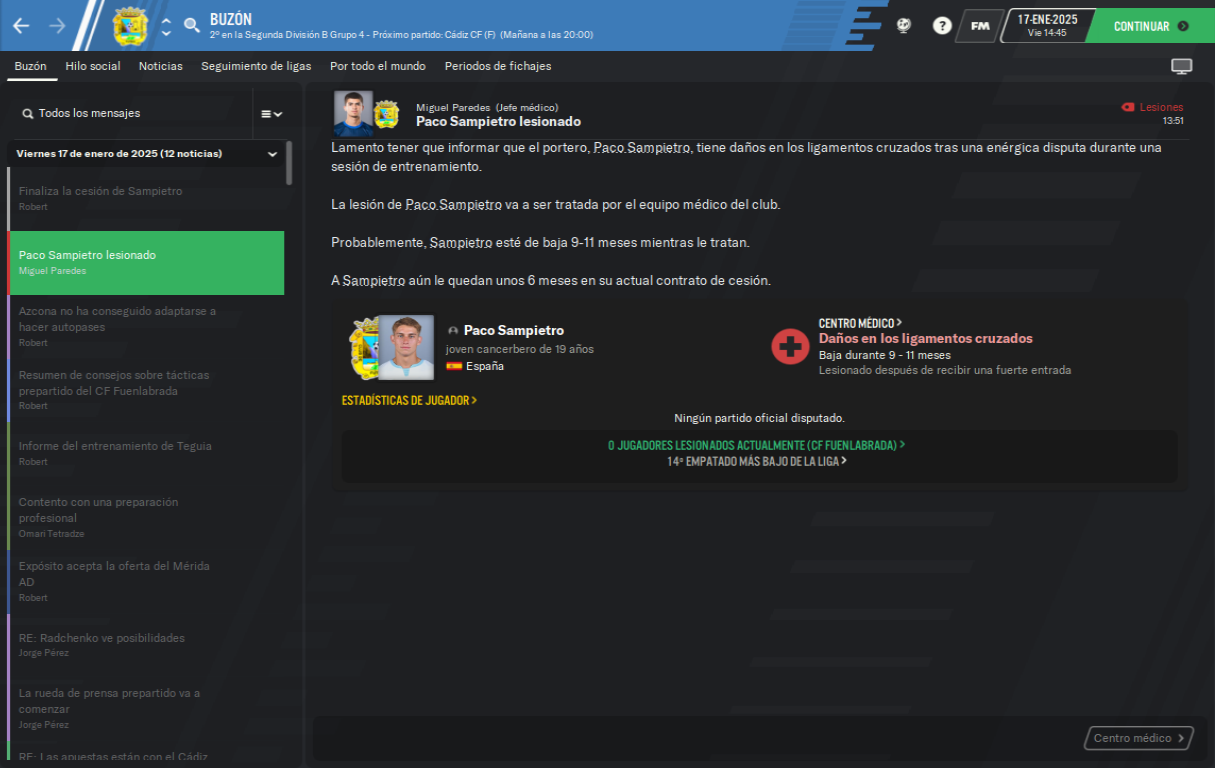 BUZÓN
2º en la Segunda División B Grupo 4 - Próximo partido: Cádiz CF (F) (Mañana a las 20:00)
?
FM
17-ENE-2025
Vie 14:45
CONTINUAR
Buzón
Hilo social
Noticias
Seguimiento de ligas
Por todo el mundo
Periodos de fichajes
Todos los mensajes
Viernes 17 de enero de 2025 (12 noticias)
Finaliza la cesión de Sampietro
Robert
Paco Sampietro lesionado
Miguel Paredes
Azcona no ha conseguido adaptarse a
hacer autopases
Robert
Resumen de consejos sobre tácticas
prepartido del CF Fuenlabrada
Robert
Informe del entrenamiento de Teguia
Robert
Contento con una preparación
profesional
Omari Tetradze
Expósito acepta la oferta del Mérida
AD
Robert
RE: Radchenko ve posibilidades
Jorge Pérez
La rueda de prensa prepartido va a
comenzar
Jorge Pérez
RE: Las apuestas están con el Cádiz
Miguel Paredes (Jefe médico)
Paco Sampietro lesionado
Lesiones
13:51
Lamento tener que informar que el portero, Paco Sampietro, tiene daños en los ligamentos cruzados tras una enérgica disputa durante una
sesión de entrenamiento.
La lesión de Paco Sampietro va a ser tratada por el equipo médico del club.
Probablemente, Sampietro esté de baja 9-11 meses mientras le tratan.
A Sampietro aún le quedan unos 6 meses en su actual contrato de cesión.
Paco Sampietro
joven cancerbero de 19 años
España
CENTRO MÉDICO
Daños en los ligamentos cruzados
Baja durante 9 - 11 meses
Lesionado después de recibir una fuerte entrada
ESTADÍSTICAS DE JUGADOR
Ningún partido oficial disputado.
0 JUGADORES LESIONADOS ACTUALMENTE (CF FUENLABRADA)
14º EMPATADO MÁS BAJO DE LA LIGA
Centro médico